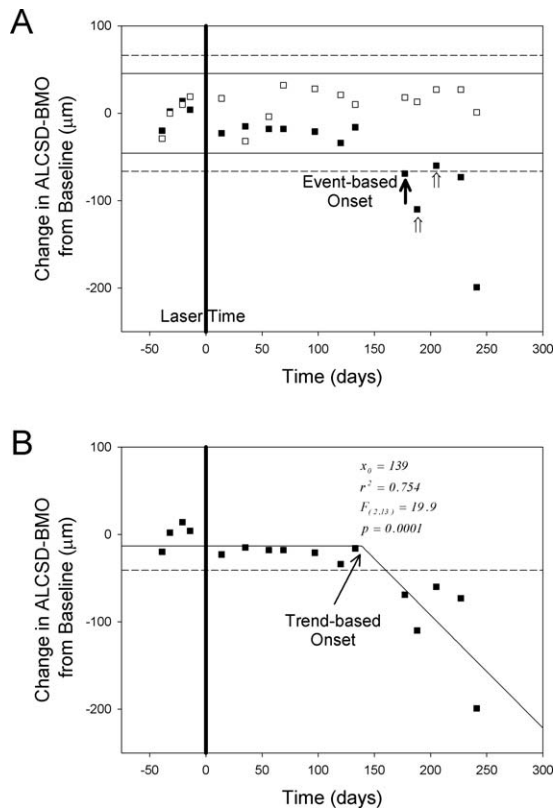 A
Change in ALCSD-BMO
from Baseline (µm)
100
0
-100
-200
Event-based
Onset
Laser Time
-50 0 50 100 150 200 250 300
Time (days)
B
Change in ALCSD-BMO
from Baseline (µm)
100
0
-100
-200
x₀ = 139
r² = 0.754
F(2,13) = 19.9
p = 0.0001
Trend-based
Onset
-50 0 50 100 150 200 250 300
Time (days)